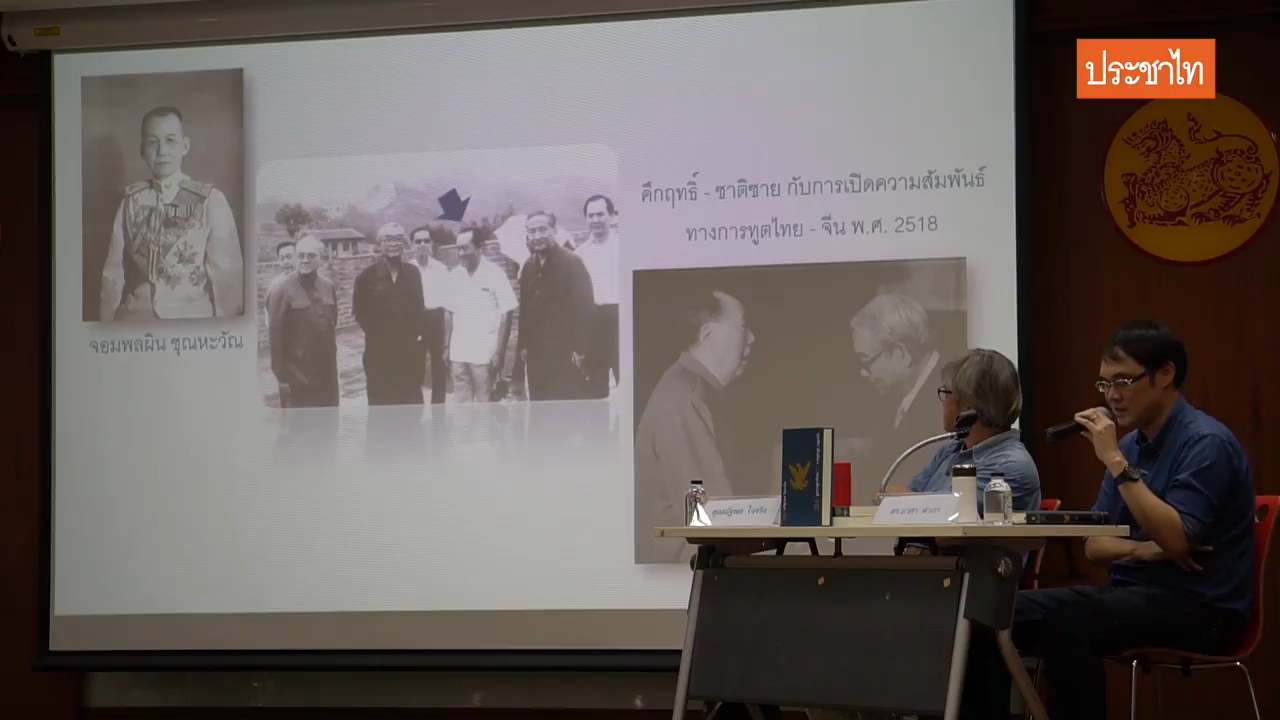 ประชาไท
คึกฤทธิ์ - ชาติชาย กับการเปิดความสัมพันธ์
ทางการทูตไทย - จีน พ.ศ. 2518
จอมพลผิน ชุณหะวัณ